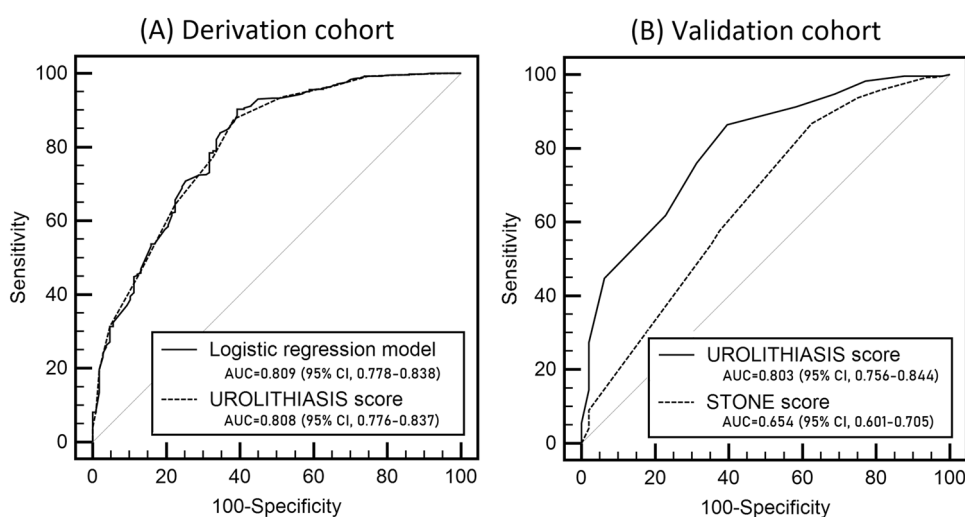 (A) Derivation cohort
100
80
60
40
20
0
Sensitivity
Logistic regression model
AUC=0.809 (95% CI, 0.778-0.838)
UROLITHIASIS score
AUC=0.808 (95% CI, 0.776-0.837)
0 20 40 60 80 100
100-Specificity
(B) Validation cohort
100
80
60
40
20
0
Sensitivity
UROLITHIASIS score
AUC=0.803 (95% CI, 0.756-0.844)
STONE score
AUC=0.654 (95% CI, 0.601-0.705)
0 20 40 60 80 100
100-Specificity